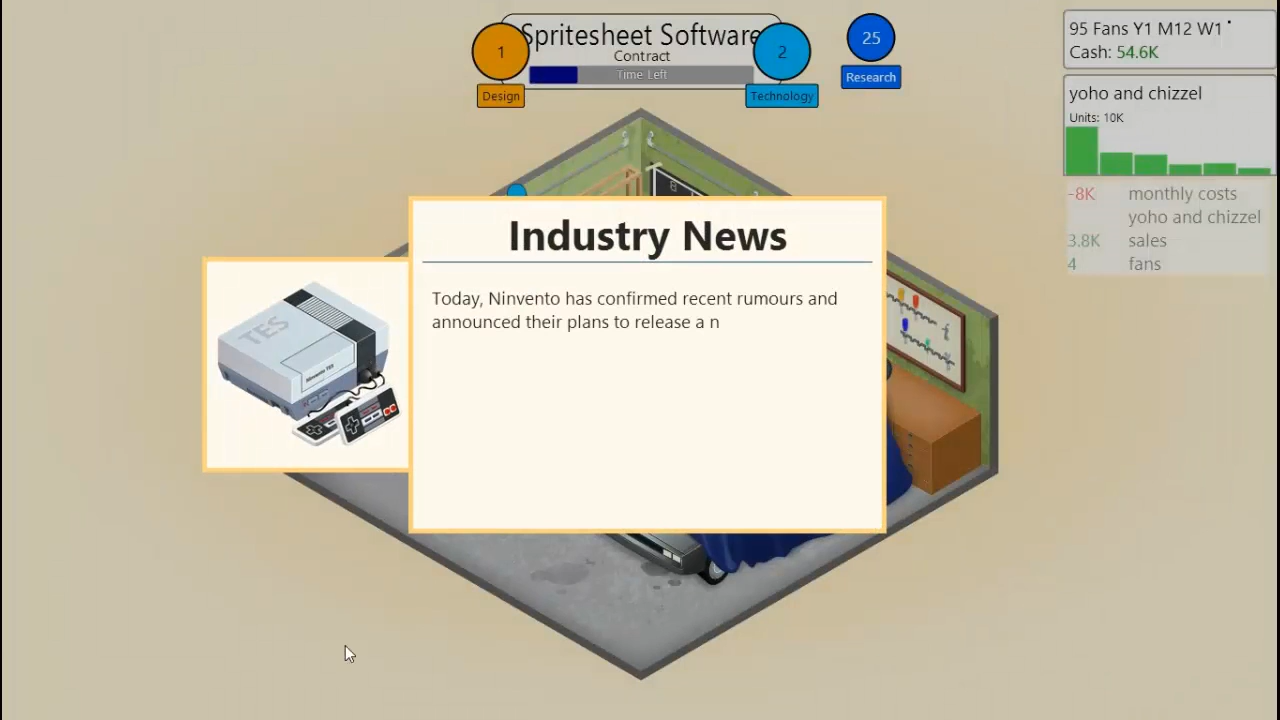 Spritesheet Software
Contract
Time Left
1
Design
2
Technology
25
Research
95 Fans Y1 M12 W1
Cash: 54.6K
yoho and chizzel
Units: 10K
-8K monthly costs
yoho and chizzel
3.8K sales
4 fans
Industry News
Today, Ninvento has confirmed recent rumours and
announced their plans to release a n
TES
Ninvento TES